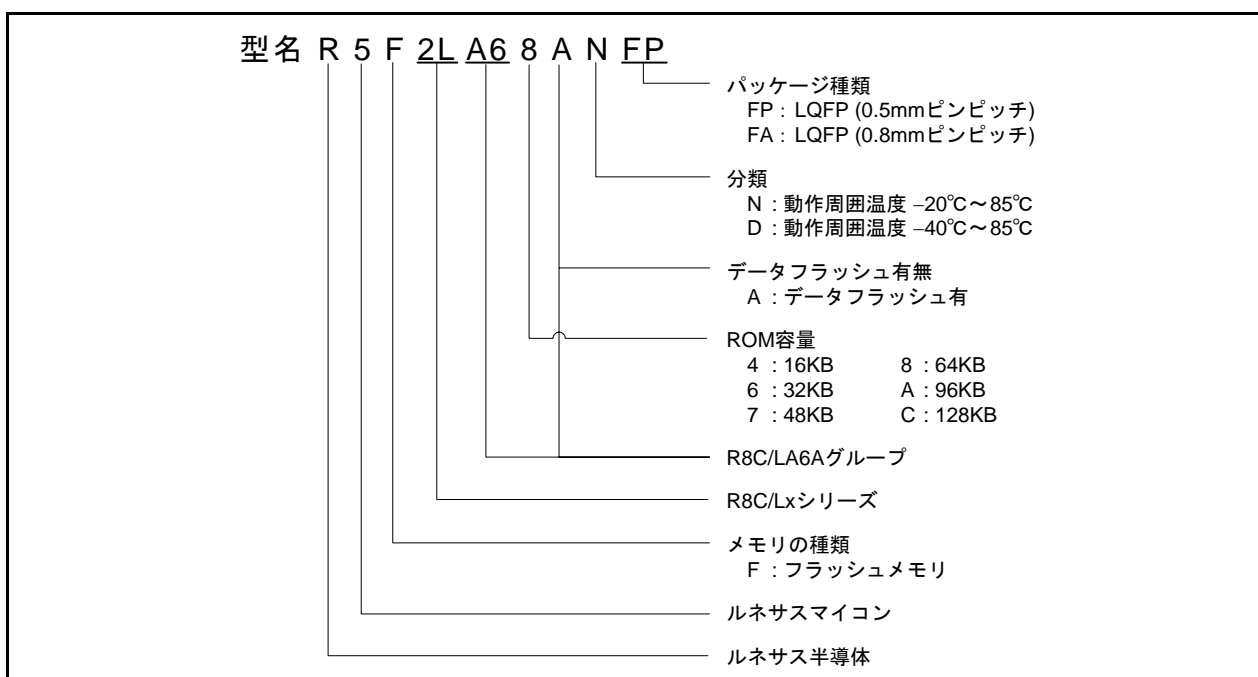 型名 R 5 F 2L A6 8 A N FP
パッケージ種類
FP : LQFP (0.5mmピンピッチ)
FA : LQFP (0.8mmピンピッチ)
分類
N : 動作周囲温度 –20℃～85℃
D : 動作周囲温度 –40℃～85℃
データフラッシュ有無
A : データフラッシュ有
ROM容量
4 : 16KB 8 : 64KB
6 : 32KB A : 96KB
7 : 48KB C : 128KB
R8C/LA6Aグループ
R8C/Lxシリーズ
メモリの種類
F : フラッシュメモリ
ルネサスマイコン
ルネサス半導体